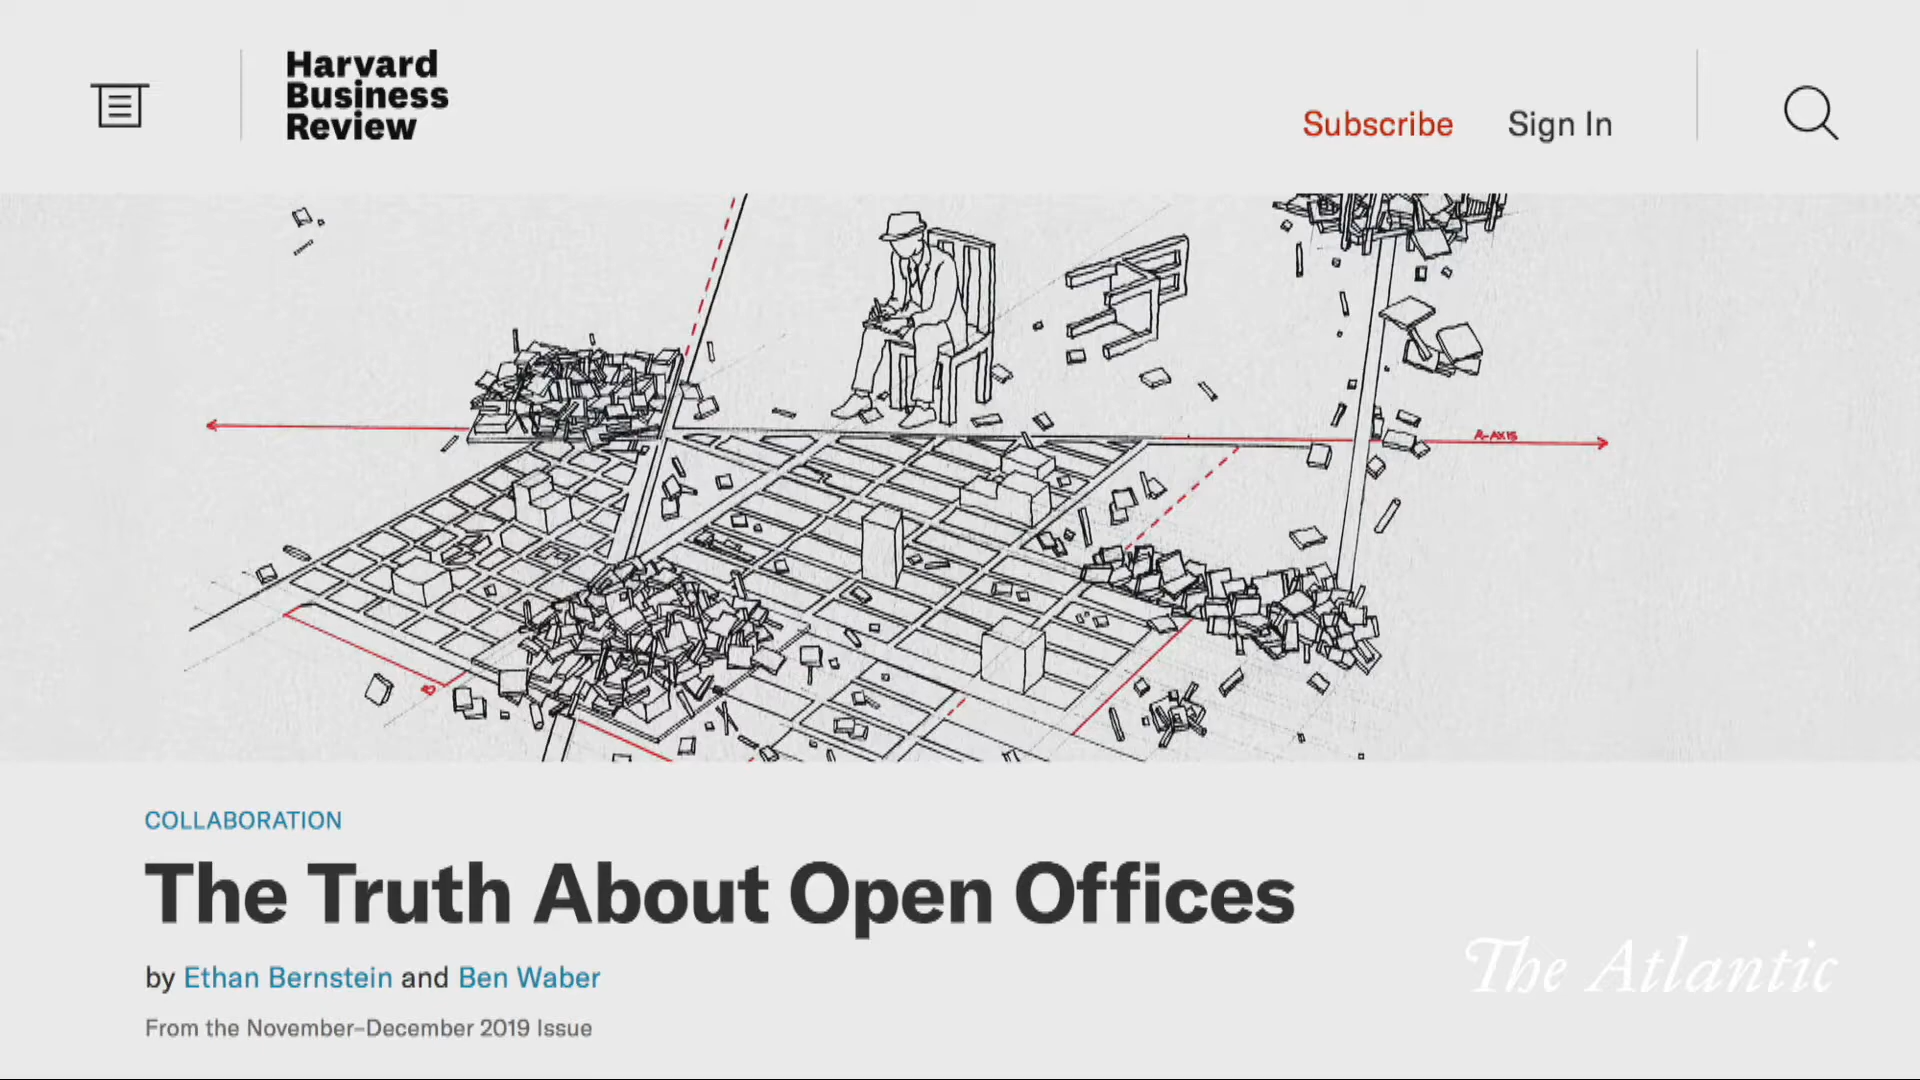 Harvard
Business
Review
Subscribe
Sign In
A-AXIS
B
COLLABORATION
The Truth About Open Offices
by Ethan Bernstein and Ben Waber
The Atlantic
From the November–December 2019 Issue